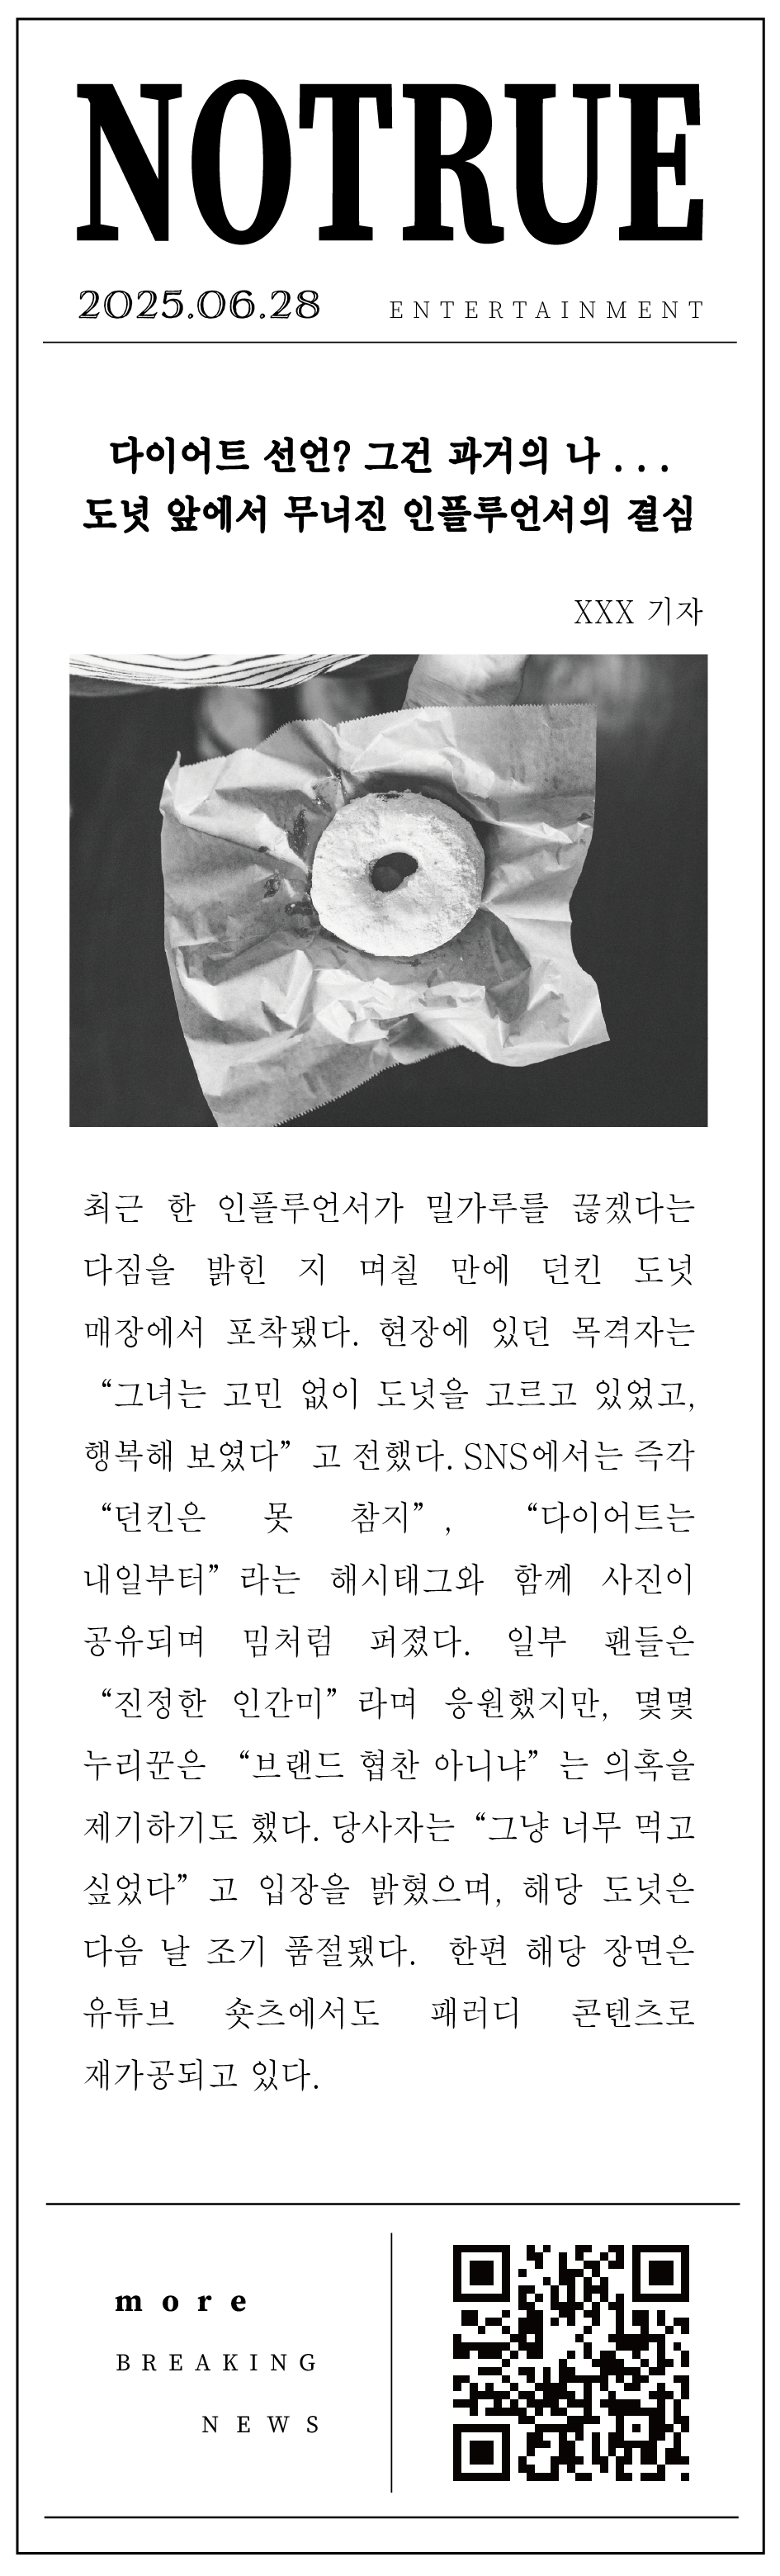 NOTRUE
2025.06.28 ENTERTAINMENT
다이어트 선언? 그건 과거의 나 . . .
도넛 앞에서 무너진 인플루언서의 결심
XXX 기자
최근 한 인플루언서가 밀가루를 끊겠다는
다짐을 밝힌 지 며칠 만에 던킨 도넛
매장에서 포착됐다. 현장에 있던 목격자는
“그녀는 고민 없이 도넛을 고르고 있었고,
행복해 보였다” 고 전했다. SNS에서는 즉각
“던킨은 못 참지” , “다이어트는
내일부터” 라는 해시태그와 함께 사진이
공유되며 밈처럼 퍼졌다. 일부 팬들은
“진정한 인간미” 라며 응원했지만, 몇몇
누리꾼은 “브랜드 협찬 아니냐” 는 의혹을
제기하기도 했다. 당사자는 “그냥 너무 먹고
싶었다” 고 입장을 밝혔으며, 해당 도넛은
다음 날 조기 품절됐다. 한편 해당 장면은
유튜브 숏츠에서도 패러디 콘텐츠로
재가공되고 있다.
more
BREAKING
NEWS